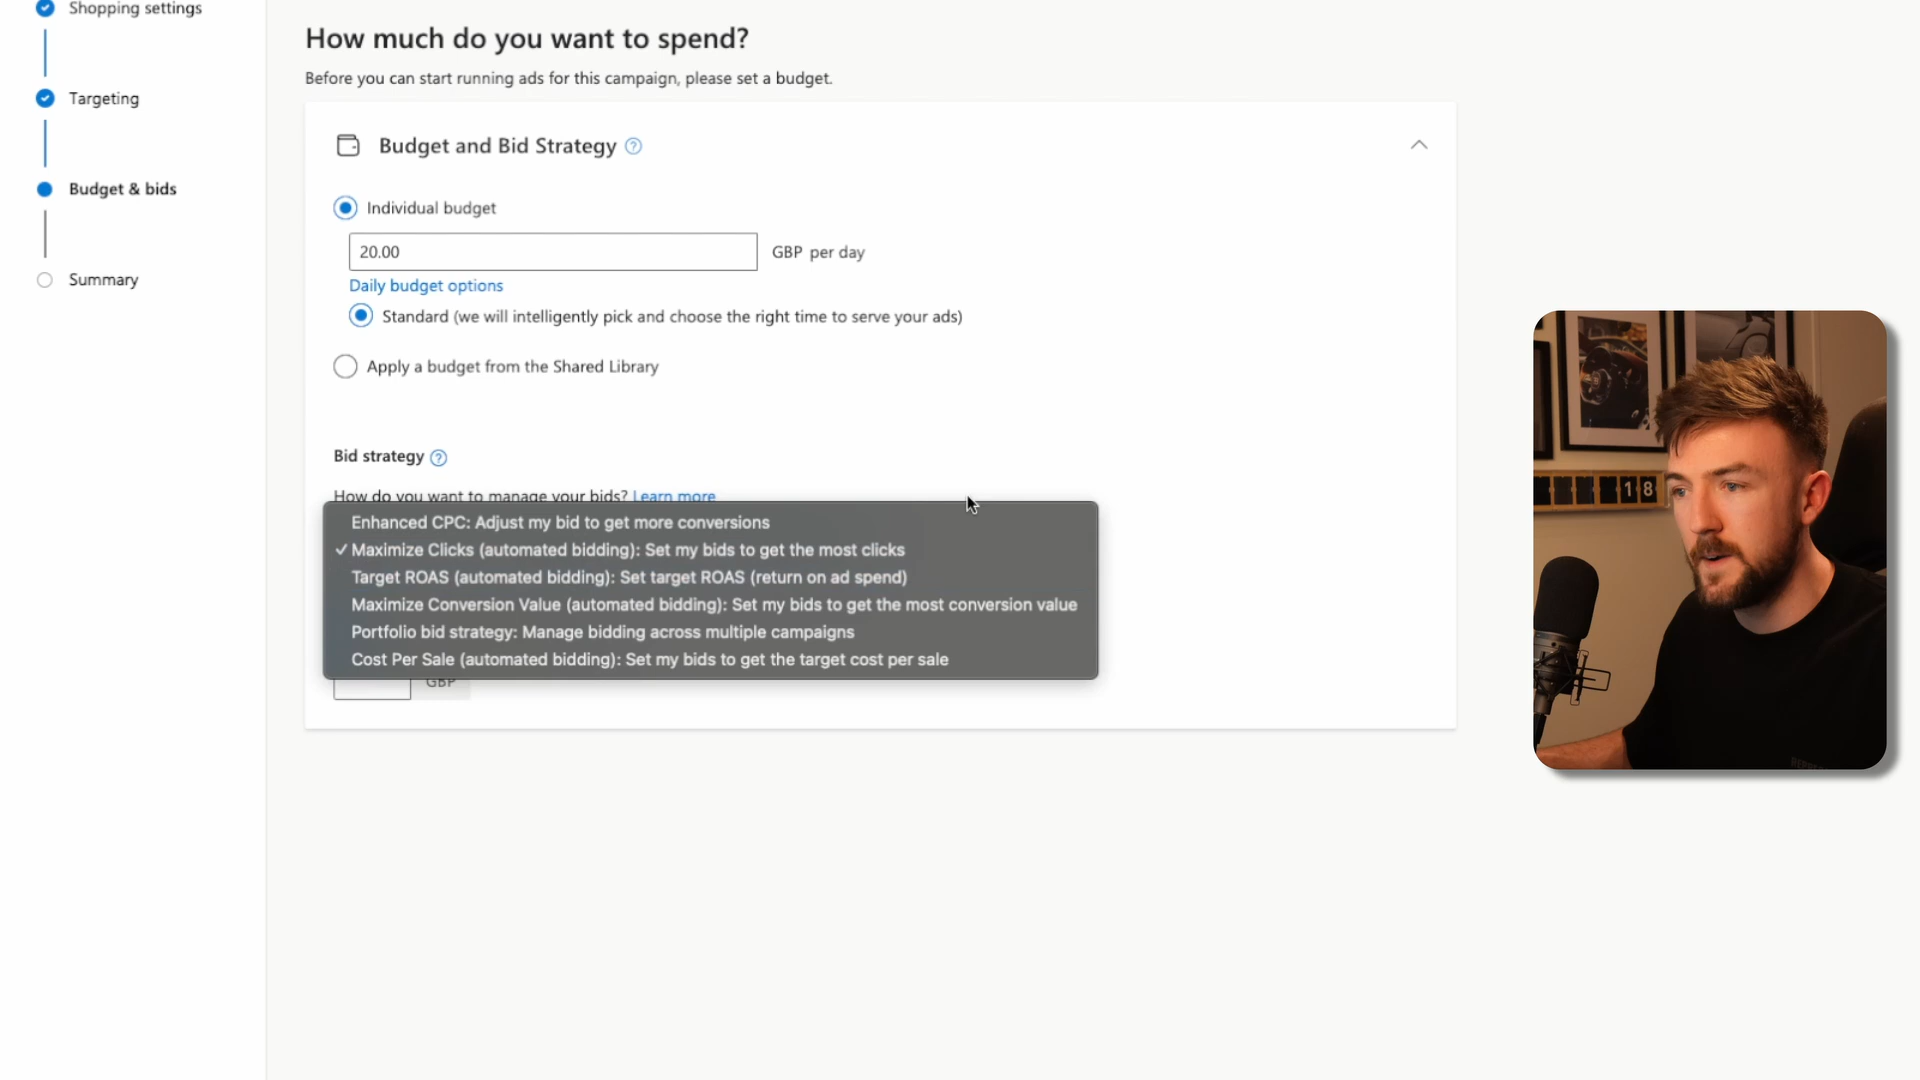 Shopping settings
Targeting
Budget & bids
Summary
How much do you want to spend?
Before you can start running ads for this campaign, please set a budget.
Budget and Bid Strategy
Individual budget
20.00
GBP per day
Daily budget options
Standard (we will intelligently pick and choose the right time to serve your ads)
Apply a budget from the Shared Library
Bid strategy
How do you want to manage your bids? Learn more
Enhanced CPC: Adjust my bid to get more conversions
Maximize Clicks (automated bidding): Set my bids to get the most clicks
Target ROAS (automated bidding): Set target ROAS (return on ad spend)
Maximize Conversion Value (automated bidding): Set my bids to get the most conversion value
Portfolio bid strategy: Manage bidding across multiple campaigns
Cost Per Sale (automated bidding): Set my bids to get the target cost per sale
GBP
18